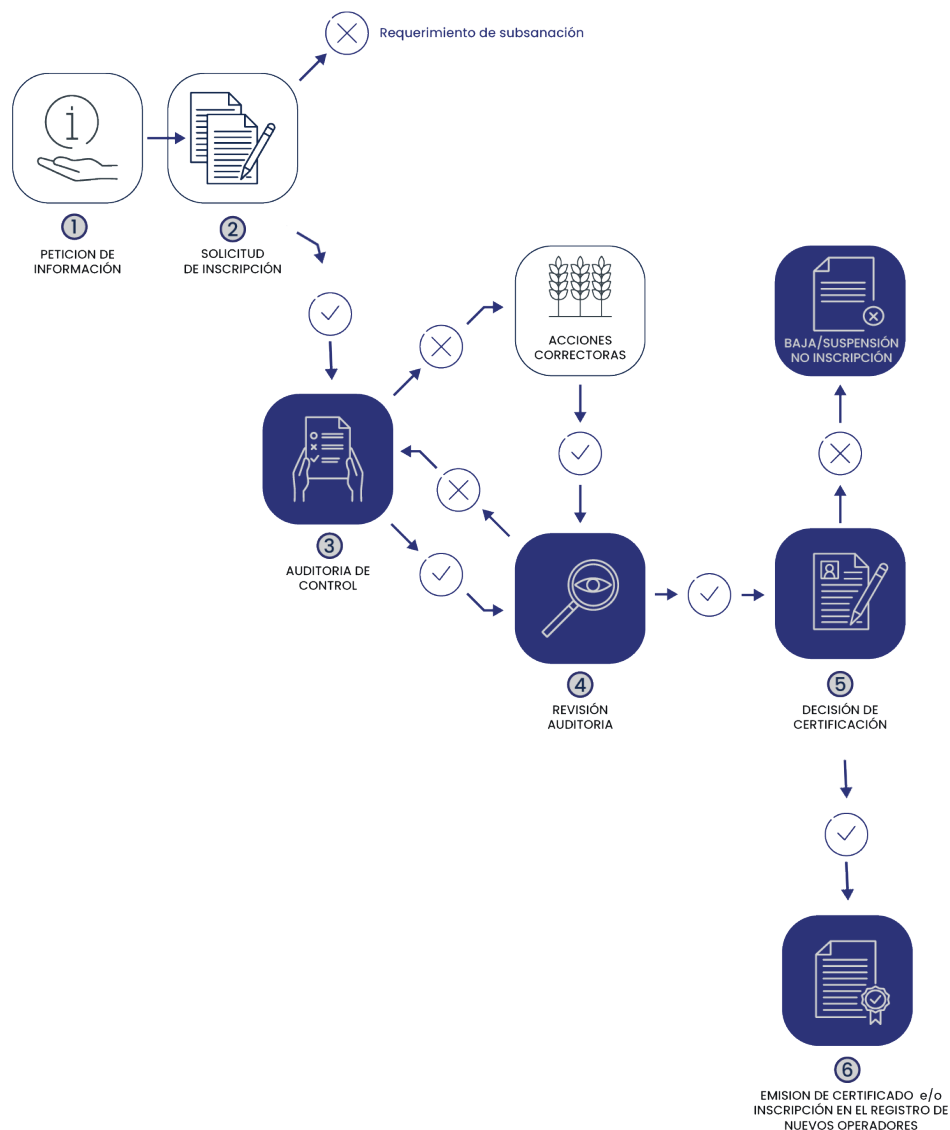 Requerimiento de subsanación
1
PETICION DE
INFORMACIÓN
2
SOLICITUD
DE INSCRIPCIÓN
ACCIONES
CORRECTORAS
BAJA/SUSPENSIÓN
NO INSCRIPCIÓN
3
AUDITORIA DE
CONTROL
4
REVISIÓN
AUDITORIA
5
DECISIÓN DE
CERTIFICACIÓN
6
EMISION DE CERTIFICADO e/o
INSCRIPCIÓN EN EL REGISTRO DE
NUEVOS OPERADORES